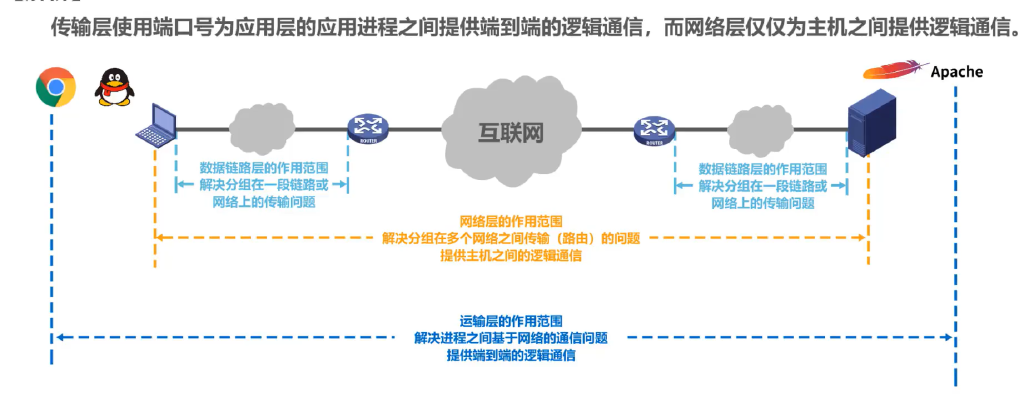 传输层使用端口号为应用层的应用进程之间提供端到端的逻辑通信，而网络层仅仅为主机之间提供逻辑通信。
Apache
互联网
ROUTER
ROUTER
数据链路层的作用范围
解决分组在一段链路或
网络上的传输问题
数据链路层的作用范围
解决分组在一段链路或
网络上的传输问题
网络层的作用范围
解决分组在多个网络之间传输（路由）的问题
提供主机之间的逻辑通信
运输层的作用范围
解决进程之间基于网络的通信问题
提供端到端的逻辑通信